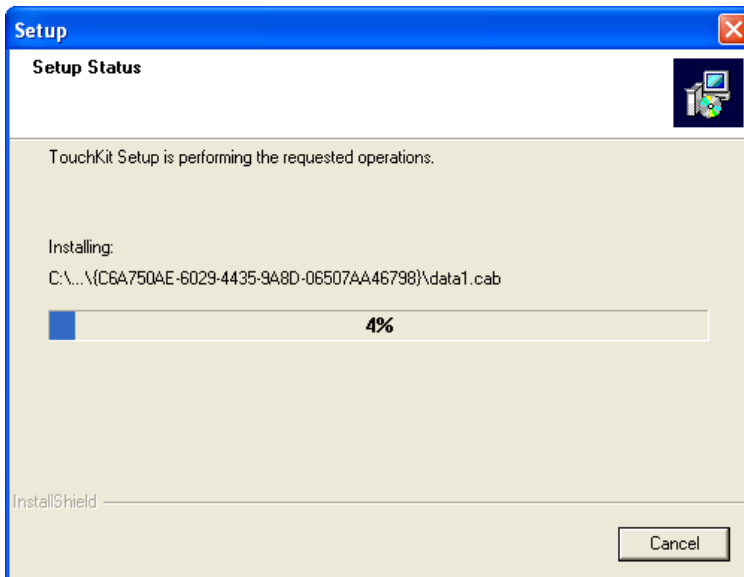 Setup
Setup Status
TouchKit Setup is performing the requested operations.
Installing:
C:\...\{C6A750AE-6029-4435-9A8D-06507AA46798}\data1.cab
4%
InstallShield
Cancel